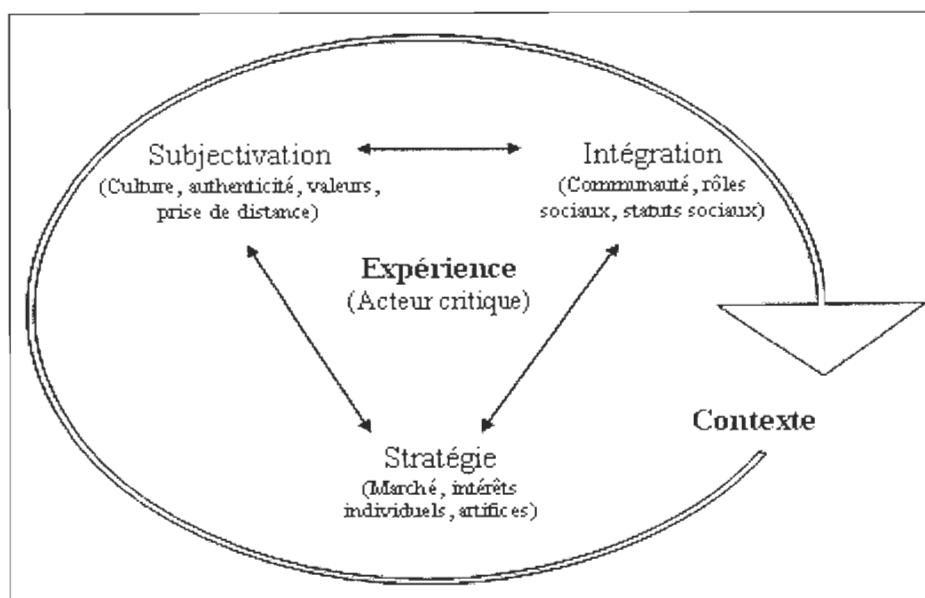 Subjectivation
(Culture, authenticité, valeurs,
prise de distance)
Intégration
(Communauté, rôles
sociaux, statuts sociaux)
Expérience
(Acteur critique)
Contexte
Stratégie
(Marché, intérêts
individuels, artifices)